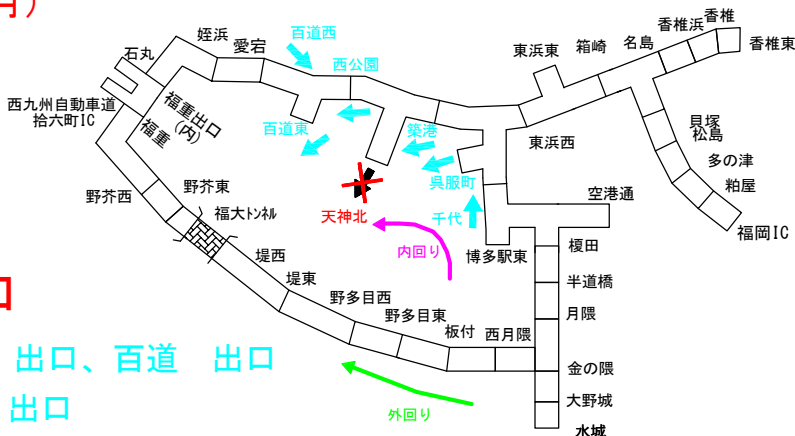 月）
香椎
香椎浜
香椎東
名島
箱崎
東浜東
百道西
姪浜
愛宕
石丸
西公園
西九州自動車道
拾六町IC
福重出口
(内)
福重
百道東
築港
東浜西
貝塚
松島
多の津
粕屋
福岡IC
呉服町
千代
空港通
野芥西
野芥東
福大ﾄﾝﾈﾙ
天神北
内回り
博多駅東
榎田
半道橋
月隈
堤西
堤東
野多目西
野多目東
板付
西月隈
金の隈
大野城
水城
口
出口、百道　出口
出口
外回り